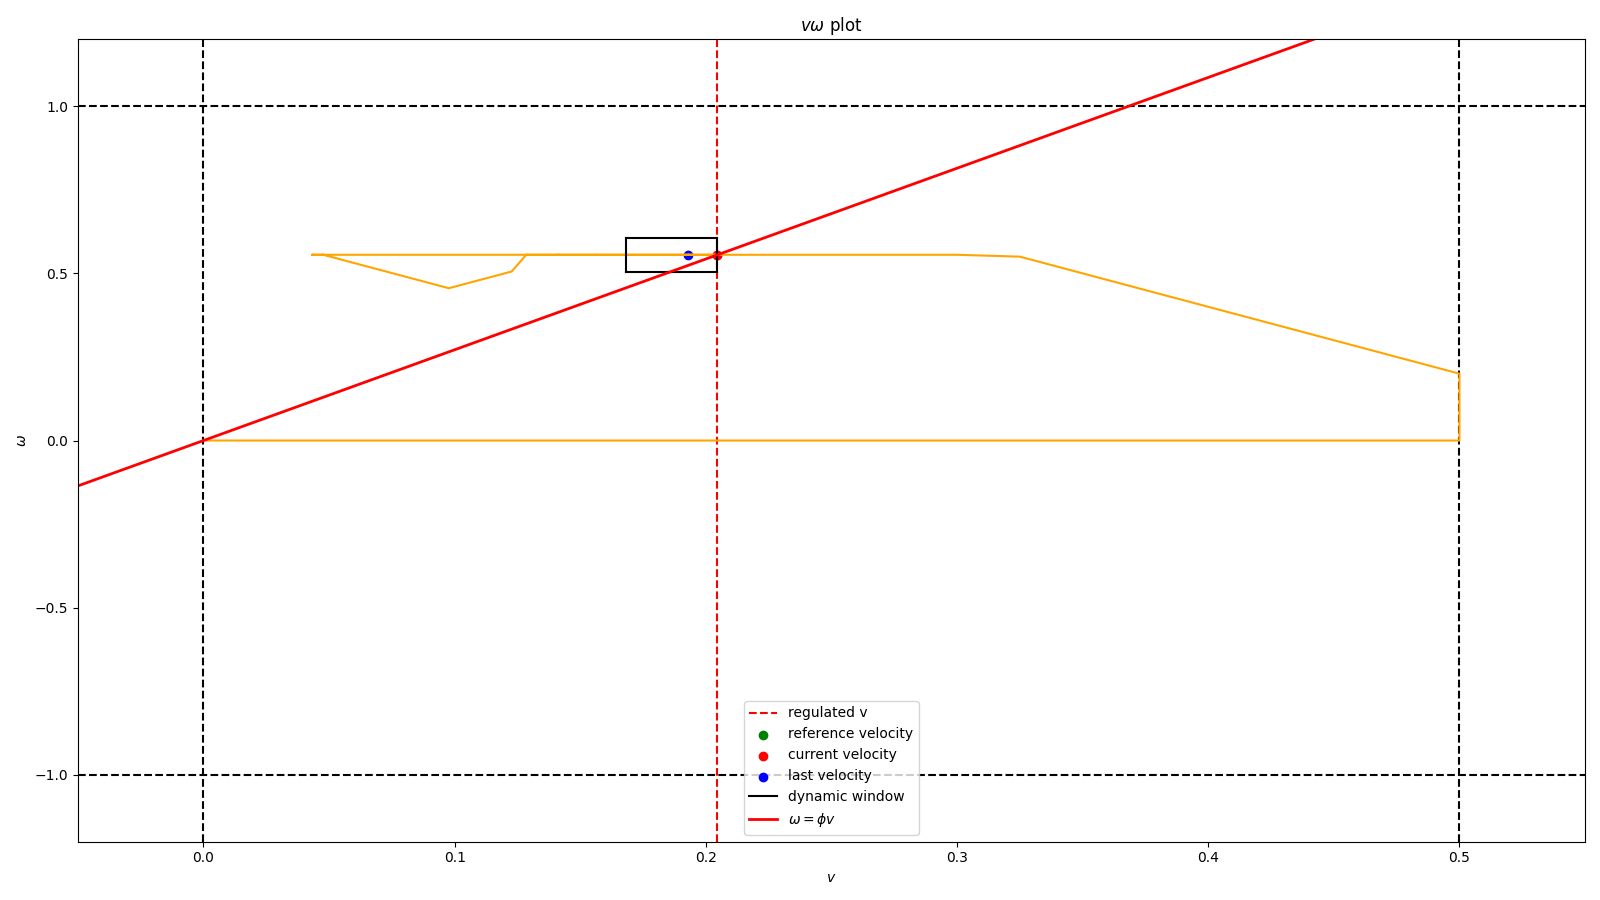 vω plot
1.0
0.5
0.0
−0.5
−1.0
ω
regulated v
reference velocity
current velocity
last velocity
dynamic window
ω = ϕv
0.0 0.1 0.2 0.3 0.4 0.5
v